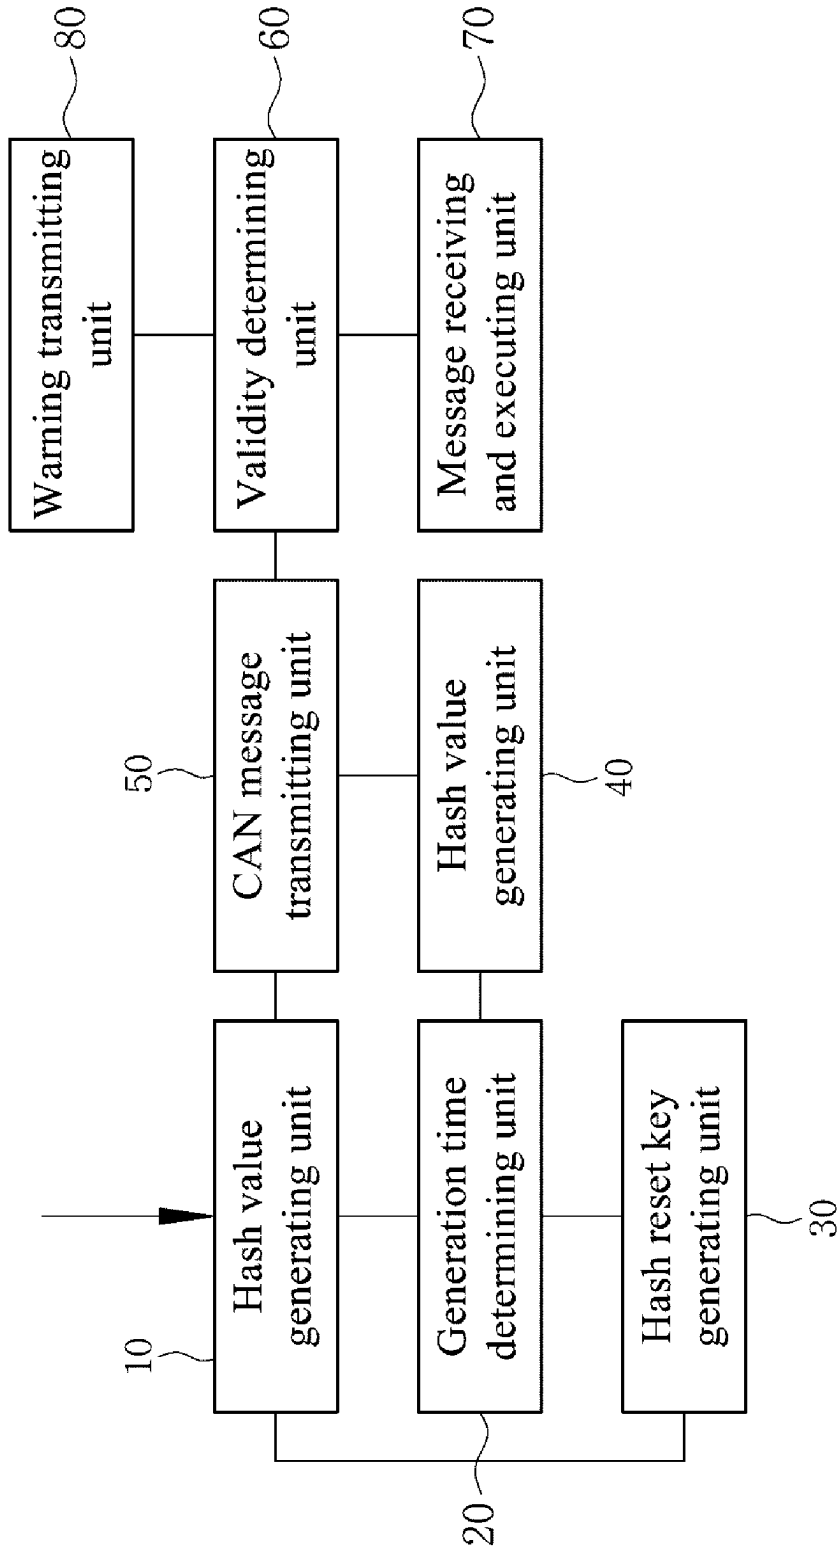 10
Hash value
generating unit
50
CAN message
transmitting unit
Warning transmitting
unit
80
Validity determining
unit
60
20
Generation time
determining unit
Hash value
generating unit
40
Message receiving
and executing unit
70
Hash reset key
generating unit
30